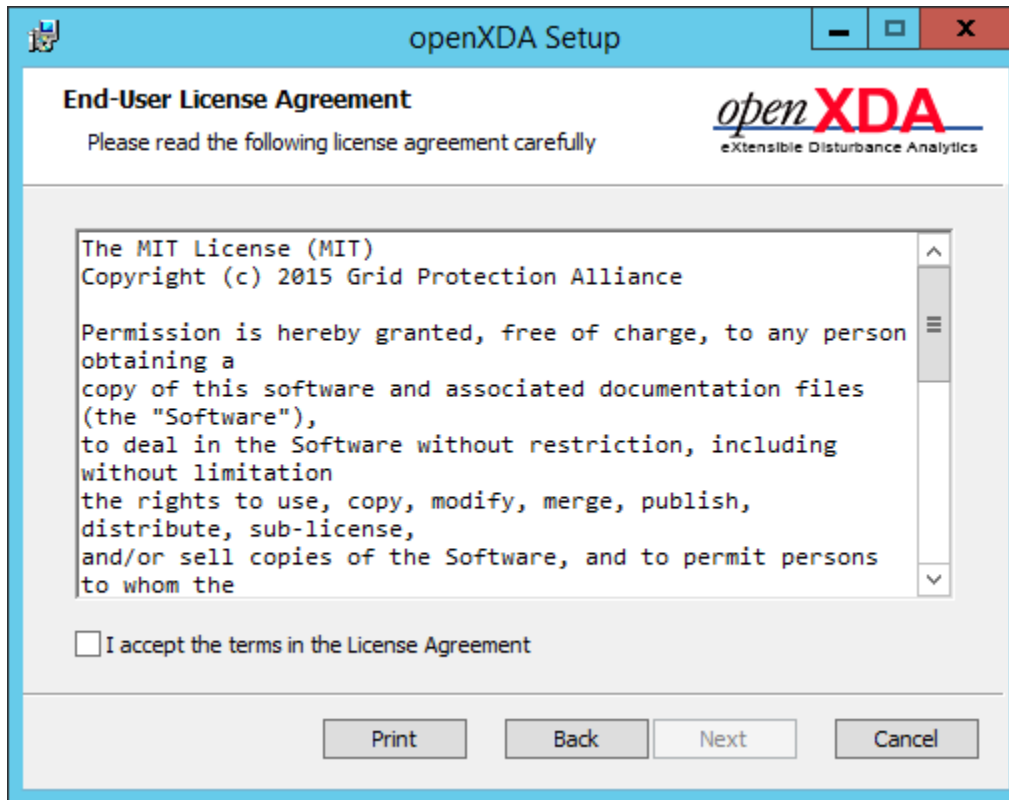 openXDA Setup
End-User License Agreement
Please read the following license agreement carefully
open XDA
eXtensible Disturbance Analytics
The MIT License (MIT)
Copyright (c) 2015 Grid Protection Alliance
Permission is hereby granted, free of charge, to any person
obtaining a
copy of this software and associated documentation files
(the "Software"),
to deal in the Software without restriction, including
without limitation
the rights to use, copy, modify, merge, publish,
distribute, sub-license,
and/or sell copies of the Software, and to permit persons
to whom the
I accept the terms in the License Agreement
Print Back Next Cancel